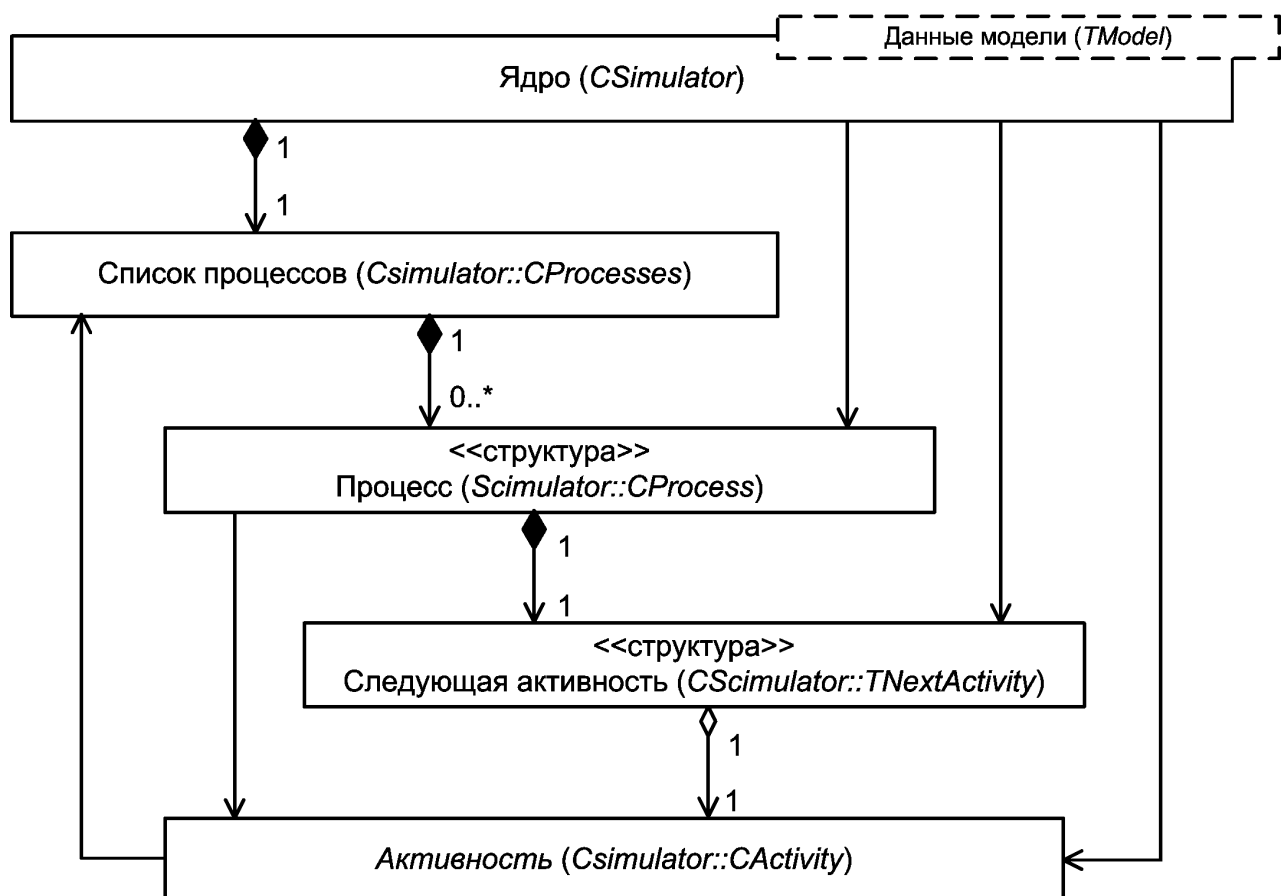 Данные модели (TModel)
Ядро (CSimulator)
1
1
Список процессов (Csimulator::CProcesses)
1
0..*
<<структура>>
Процесс (Scimulator::CProcess)
1
1
<<структура>>
Следующая активность (CScimulator::TNextActivity)
1
1
Активность (Csimulator::CActivity)